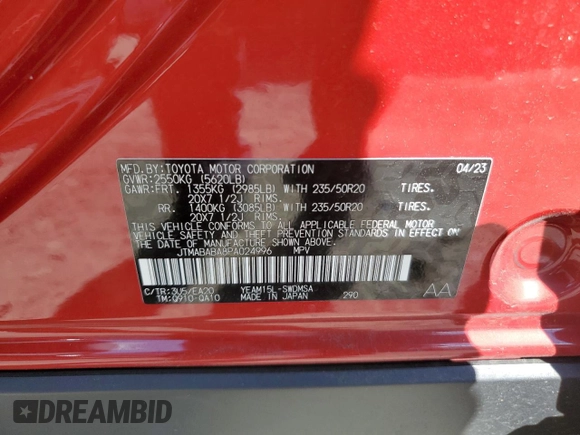 MFD.BY:TOYOTA MOTOR CORPORATION 04/23
GVWR:2550KG (5620LB)
GAWR:FRT. 1355KG (2985LB) WITH 235/50R20 TIRES.
20X7 1/2J RIMS.
RR. 1400KG (3085LB) WITH 235/50R20 TIRES.
20X7 1/2J RIMS.
THIS VEHICLE CONFORMS TO ALL APPLICABLE FEDERAL MOTOR
VEHICLE SAFETY AND THEFT PREVENTION STANDARDS IN EFFECT ON
THE DATE OF MANUFACTURE SHOWN ABOVE.
JTMABABA8PA024996 MPV
C/TR:3U5/EA20 YEAM15L-SWDMSA
TM:Q910-QA10 MADE IN JAPAN 290 AA
DREAMBID